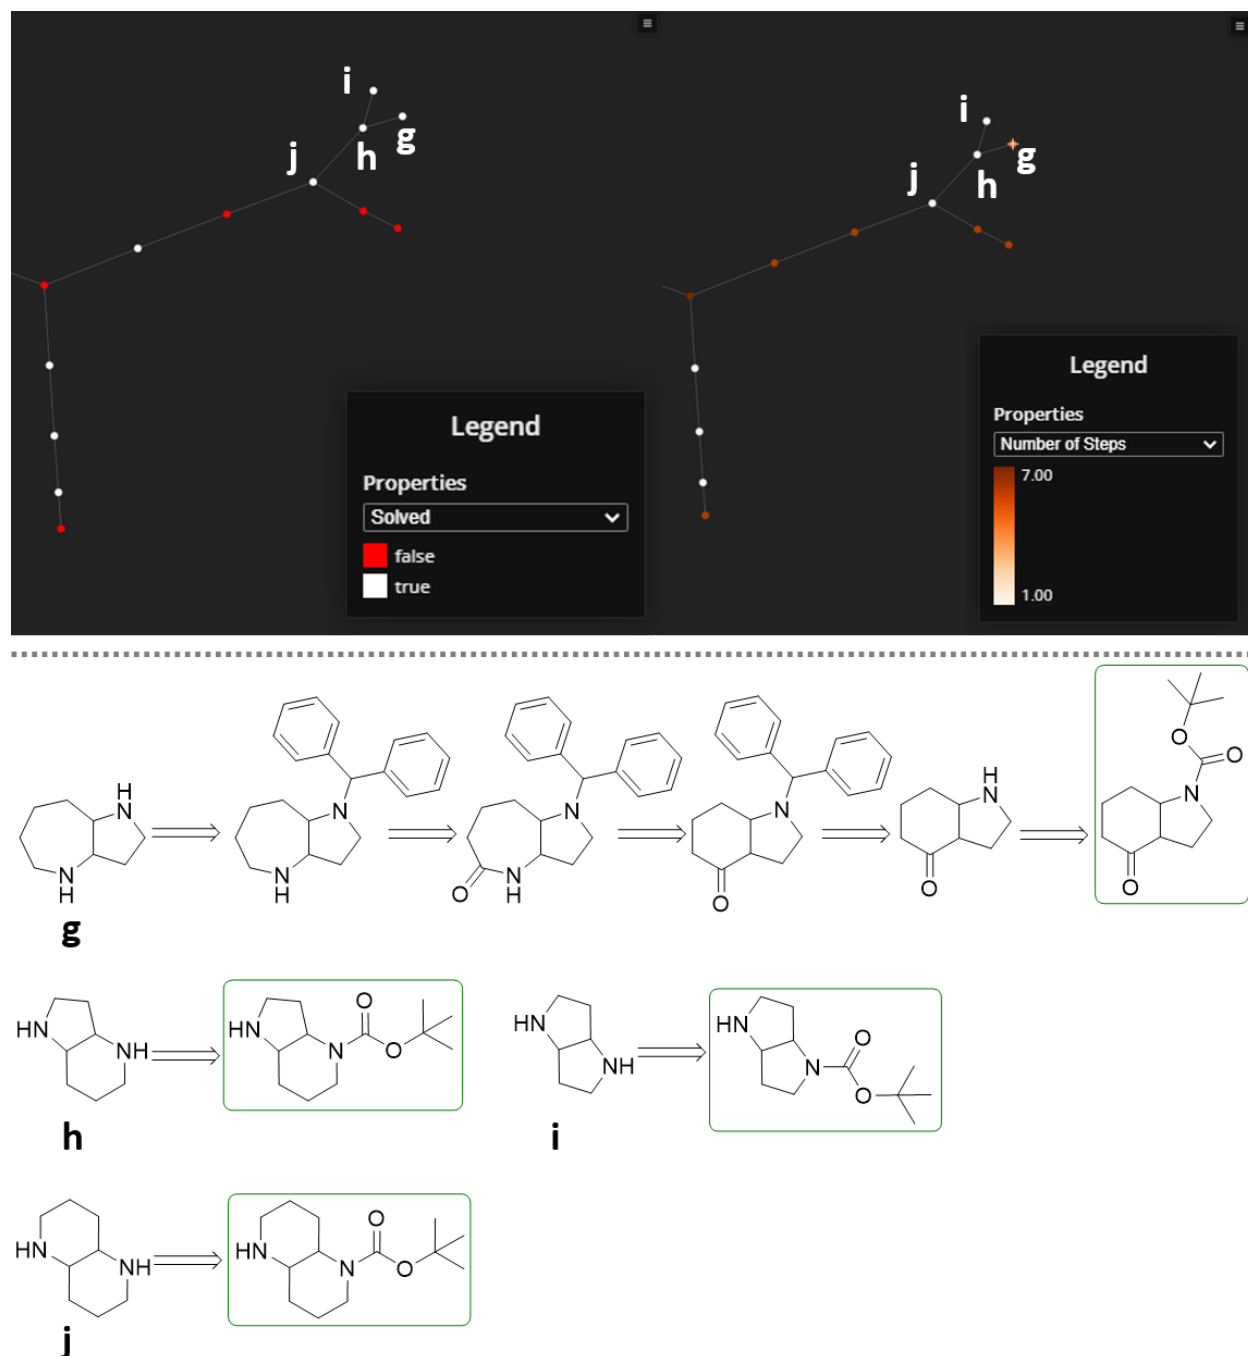 i
g
h
j
Legend
Properties
Solved
false
true
i
g
h
j
Legend
Properties
Number of Steps
7.00
1.00
H
N
N
H
g
N
N
H
N
O
N
H
N
O
H
N
O
O
O
N
O
HN
NH
h
HN
N
O
O
HN
NH
i
HN
N
O
O
HN
NH
j
HN
N
O
O